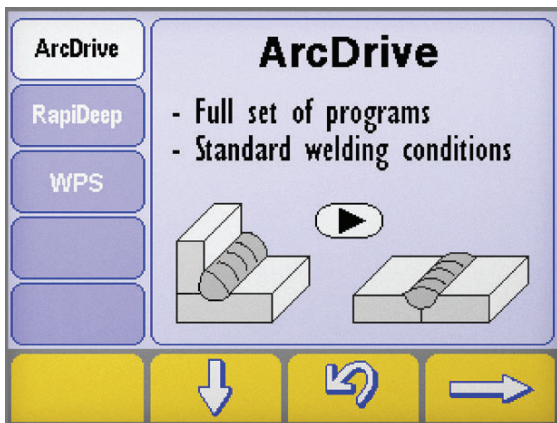 ArcDrive
RapiDeep
WPS
ArcDrive
- Full set of programs
- Standard welding conditions